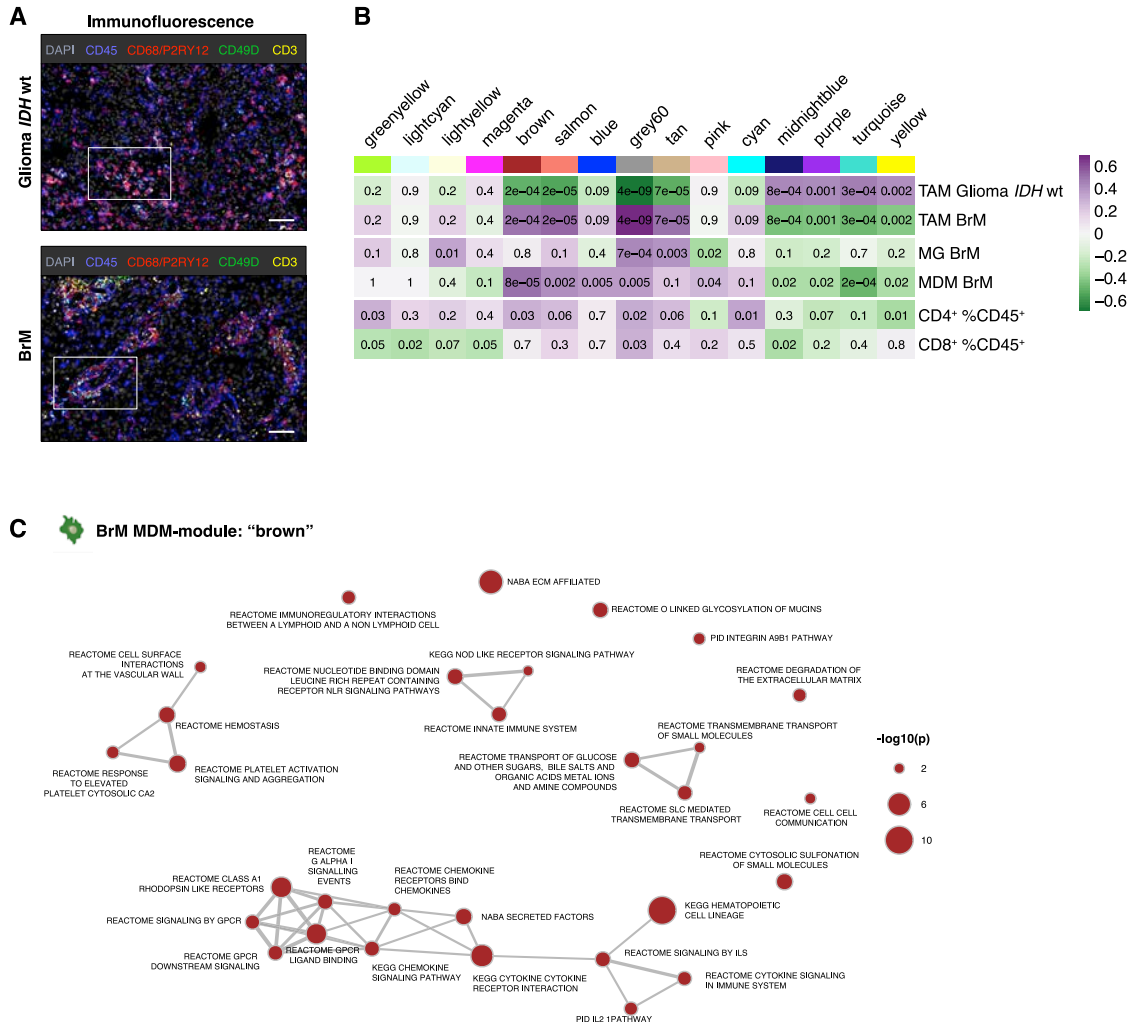 A
Immunofluorescence
DAPI CD45 CD68/P2RY12 CD49D CD3
Glioma IDH wt
DAPI CD45 CD68/P2RY12 CD49D CD3
BrM
B
greenyellow lightcyan lightyellow magenta brown salmon blue grey60 tan pink cyan midnightblue purple turquoise yellow
0.2 0.9 0.2 0.4 2e−04 2e−05 0.09 4e−09 7e−05 0.9 0.09 8e−04 0.001 3e−04 0.002 TAM Glioma IDH wt
0.2 0.9 0.2 0.4 2e−04 2e−05 0.09 4e−09 7e−05 0.9 0.09 8e−04 0.001 3e−04 0.002 TAM BrM
0.1 0.8 0.01 0.4 0.8 0.1 0.4 7e−04 0.003 0.02 0.8 0.1 0.2 0.7 0.2 MG BrM
1 1 0.4 0.1 8e−05 0.002 0.005 0.005 0.1 0.04 0.1 0.02 0.02 2e−04 0.02 MDM BrM
0.03 0.3 0.2 0.4 0.03 0.06 0.7 0.02 0.06 0.1 0.01 0.3 0.07 0.1 0.01 CD4⁺ %CD45⁺
0.05 0.02 0.07 0.05 0.7 0.3 0.7 0.03 0.4 0.2 0.5 0.02 0.2 0.4 0.8 CD8⁺ %CD45⁺
0.6
0.4
0.2
0
−0.2
−0.4
−0.6
C
BrM MDM-module: “brown”
NABA ECM AFFILIATED
REACTOME IMMUNOREGULATORY INTERACTIONS
BETWEEN A LYMPHOID AND A NON LYMPHOID CELL
REACTOME O LINKED GLYCOSYLATION OF MUCINS
PID INTEGRIN A9B1 PATHWAY
REACTOME CELL SURFACE
INTERACTIONS
AT THE VASCULAR WALL
KEGG NOD LIKE RECEPTOR SIGNALING PATHWAY
REACTOME NUCLEOTIDE BINDING DOMAIN
LEUCINE RICH REPEAT CONTAINING
RECEPTOR NLR SIGNALING PATHWAYS
REACTOME DEGRADATION OF
THE EXTRACELLULAR MATRIX
REACTOME HEMOSTASIS
REACTOME INNATE IMMUNE SYSTEM
REACTOME TRANSMEMBRANE TRANSPORT
OF SMALL MOLECULES
REACTOME RESPONSE
TO ELEVATED
PLATELET CYTOSOLIC CA2
REACTOME PLATELET ACTIVATION
SIGNALING AND AGGREGATION
REACTOME TRANSPORT OF GLUCOSE
AND OTHER SUGARS, BILE SALTS AND
ORGANIC ACIDS METAL IONS
AND AMINE COMPOUNDS
REACTOME SLC MEDIATED
TRANSMEMBRANE TRANSPORT
REACTOME CELL CELL
COMMUNICATION
-log10(p)
2
6
10
REACTOME CYTOSOLIC SULFONATION
OF SMALL MOLECULES
REACTOME
G ALPHA I
SIGNALLING
EVENTS
REACTOME CHEMOKINE
RECEPTORS BIND
CHEMOKINES
REACTOME CLASS A1
RHODOPSIN LIKE RECEPTORS
REACTOME SIGNALING BY GPCR
NABA SECRETED FACTORS
KEGG HEMATOPOIETIC
CELL LINEAGE
REACTOME GPCR
DOWNSTREAM SIGNALING
REACTOME GPCR
LIGAND BINDING
KEGG CHEMOKINE
SIGNALING PATHWAY
KEGG CYTOKINE CYTOKINE
RECEPTOR INTERACTION
REACTOME SIGNALING BY ILS
REACTOME CYTOKINE SIGNALING
IN IMMUNE SYSTEM
PID IL2 1PATHWAY